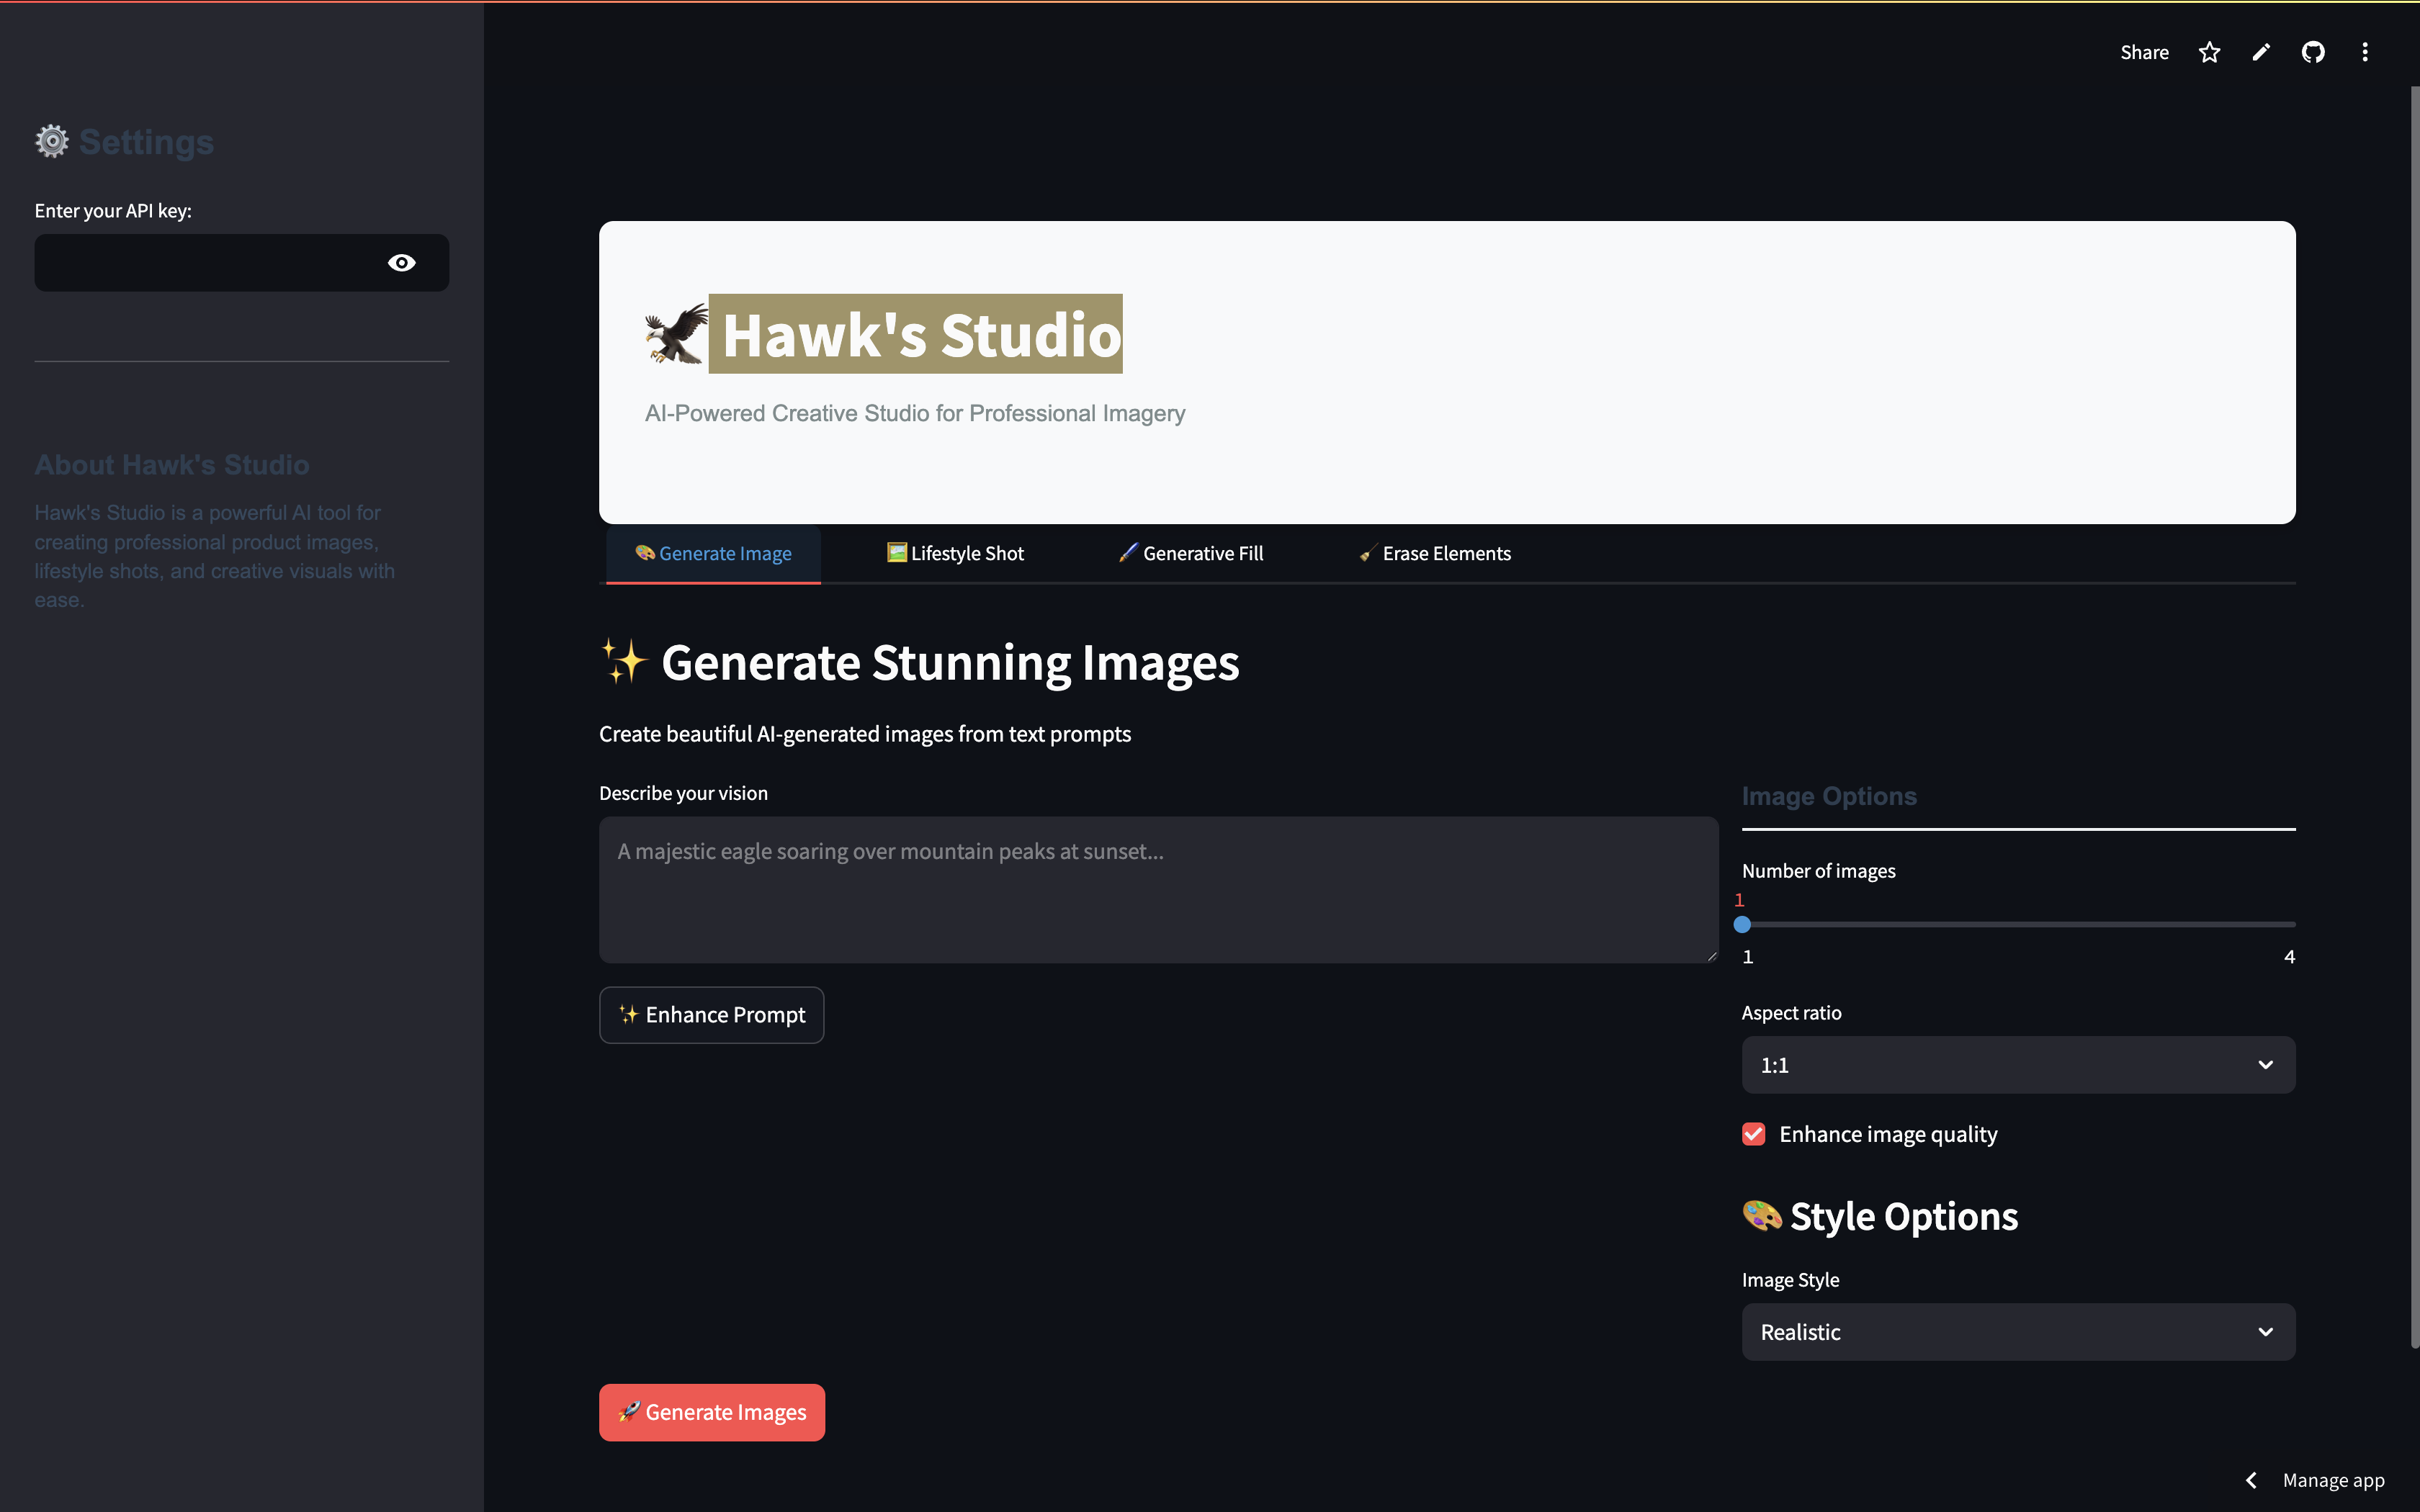 Share
⚙️ Settings
Enter your API key:
About Hawk's Studio
Hawk's Studio is a powerful AI tool for
creating professional product images,
lifestyle shots, and creative visuals with
ease.
🦅 Hawk's Studio
AI-Powered Creative Studio for Professional Imagery
🎨 Generate Image
🖼️ Lifestyle Shot
🖌️ Generative Fill
🧹 Erase Elements
✨ Generate Stunning Images
Create beautiful AI-generated images from text prompts
Describe your vision
A majestic eagle soaring over mountain peaks at sunset...
✨ Enhance Prompt
🚀 Generate Images
Image Options
Number of images
1
1
4
Aspect ratio
1:1
Enhance image quality
🎨 Style Options
Image Style
Realistic
Manage app